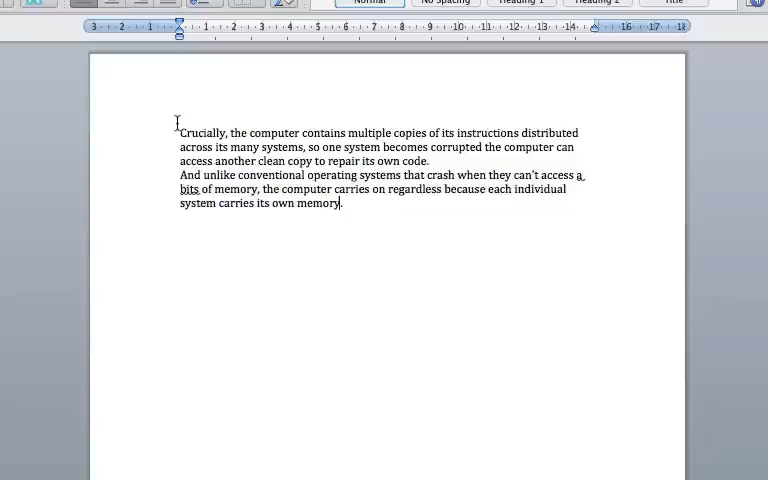 Normal No Spacing Heading 1 Heading 2 Title
3 2 1 1 2 3 4 5 6 7 8 9 10 11 12 13 14 16 17 18
Crucially, the computer contains multiple copies of its instructions distributed
across its many systems, so one system becomes corrupted the computer can
access another clean copy to repair its own code.
And unlike conventional operating systems that crash when they can't access a
bits of memory, the computer carries on regardless because each individual
system carries its own memory.